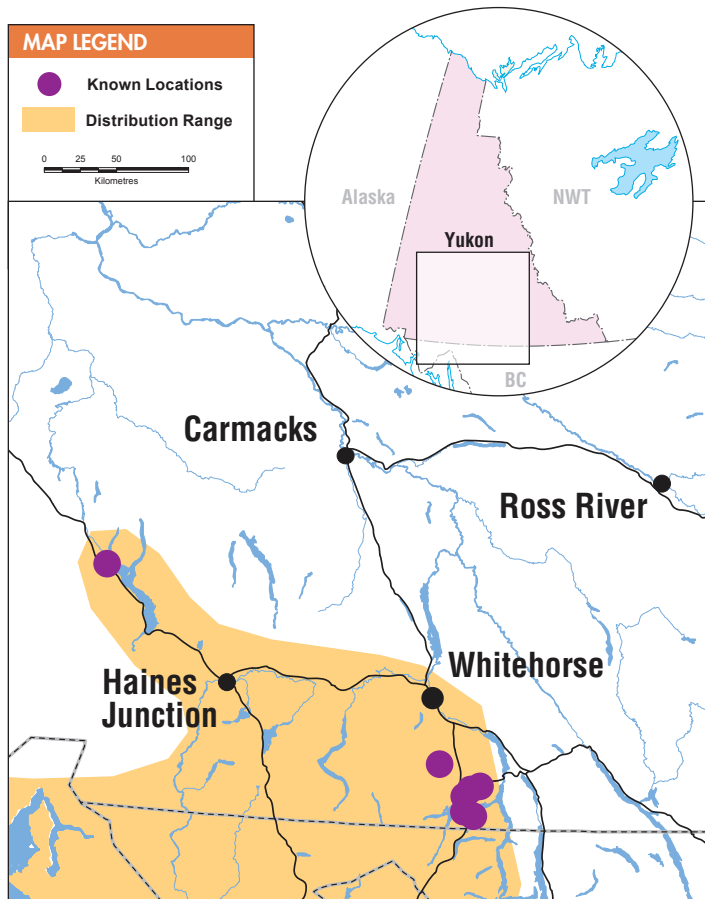 MAP LEGEND
Known Locations
Distribution Range
0 25 50 100
Kilometres
Alaska
NWT
Yukon
BC
Carmacks
Ross River
Whitehorse
Haines
Junction